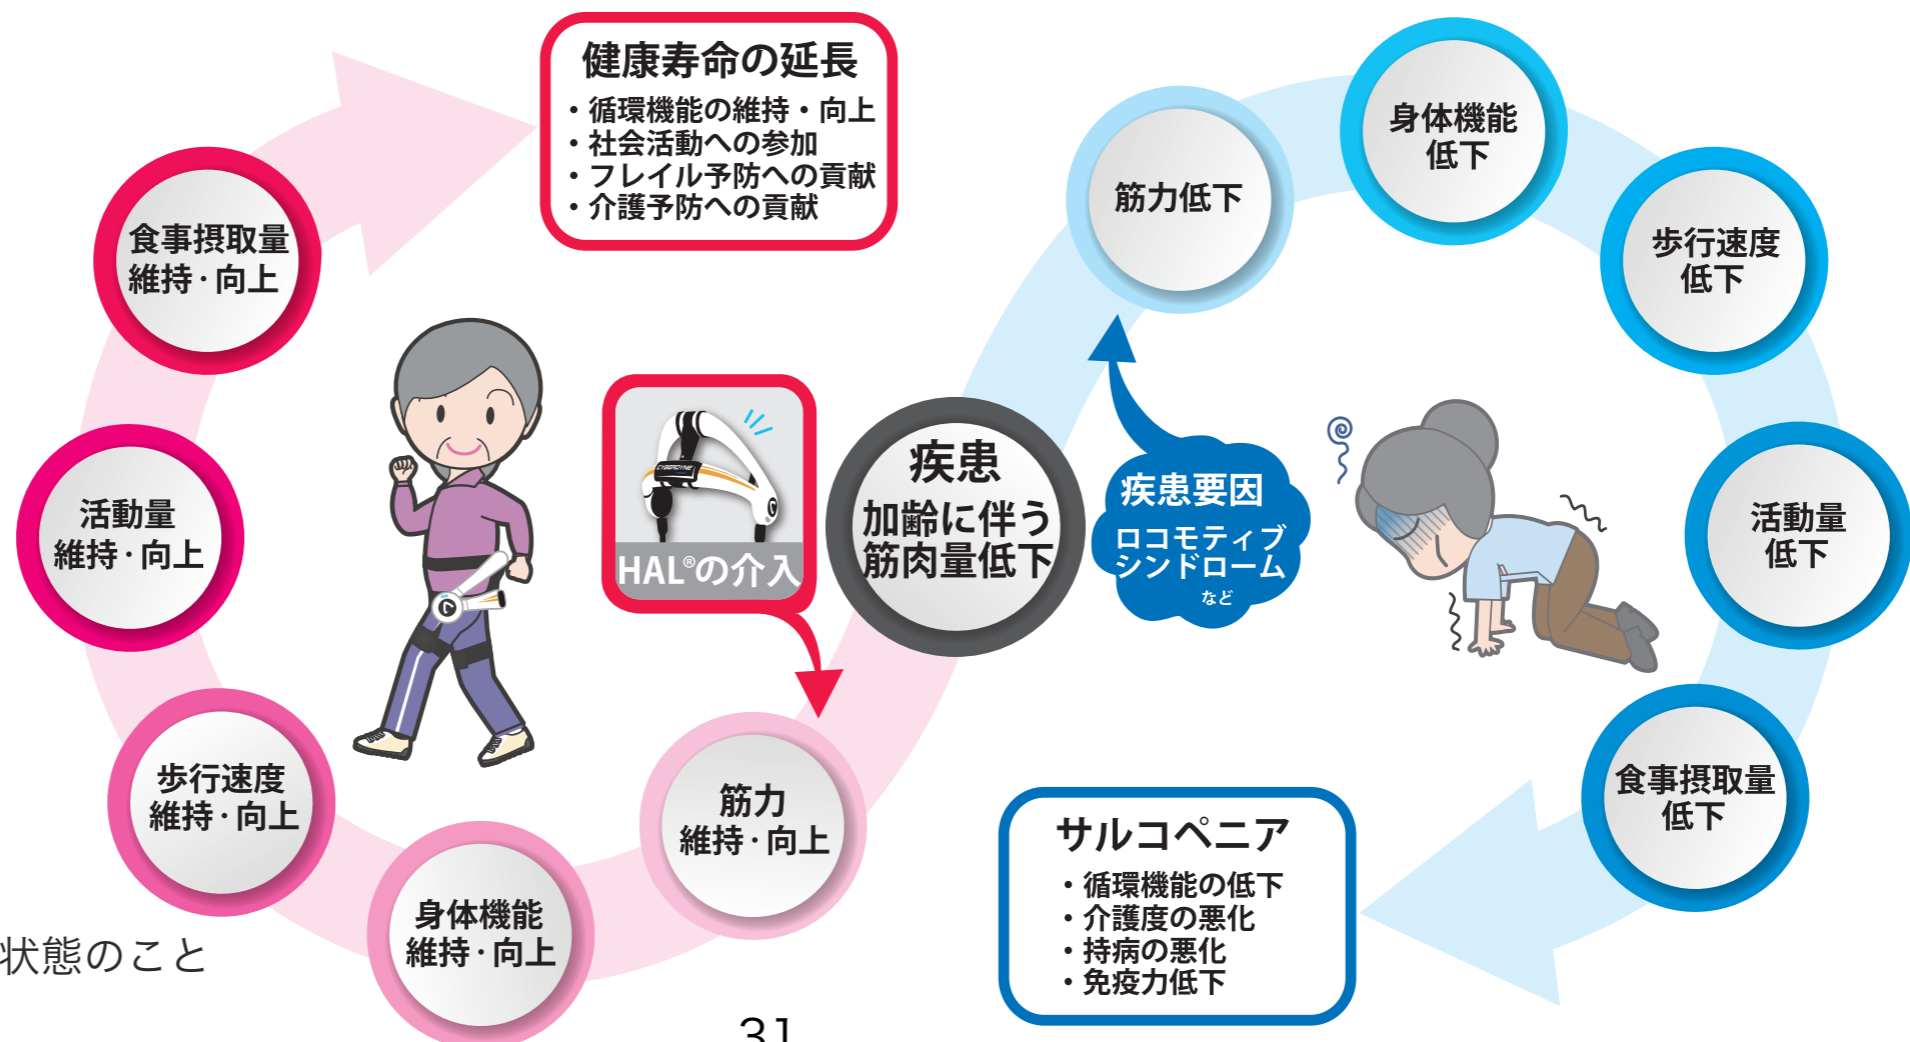 健康寿命の延長
・循環機能の維持・向上
・社会活動への参加
・フレイル予防への貢献
・介護予防への貢献
食事摂取量
維持・向上
活動量
維持・向上
歩行速度
維持・向上
身体機能
維持・向上
筋力
維持・向上
CYBERDYNE
HAL®の介入
疾患
加齢に伴う
筋肉量低下
疾患要因
ロコモティブ
シンドローム
など
筋力低下
身体機能
低下
歩行速度
低下
活動量
低下
食事摂取量
低下
サルコペニア
・循環機能の低下
・介護度の悪化
・持病の悪化
・免疫力低下
状態のこと
31